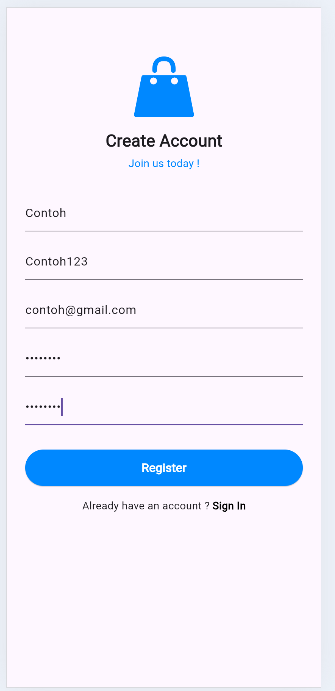 Create Account
Join us today !
Contoh
Contoh123
contoh@gmail.com
••••••••
••••••••
Register
Already have an account ? Sign In